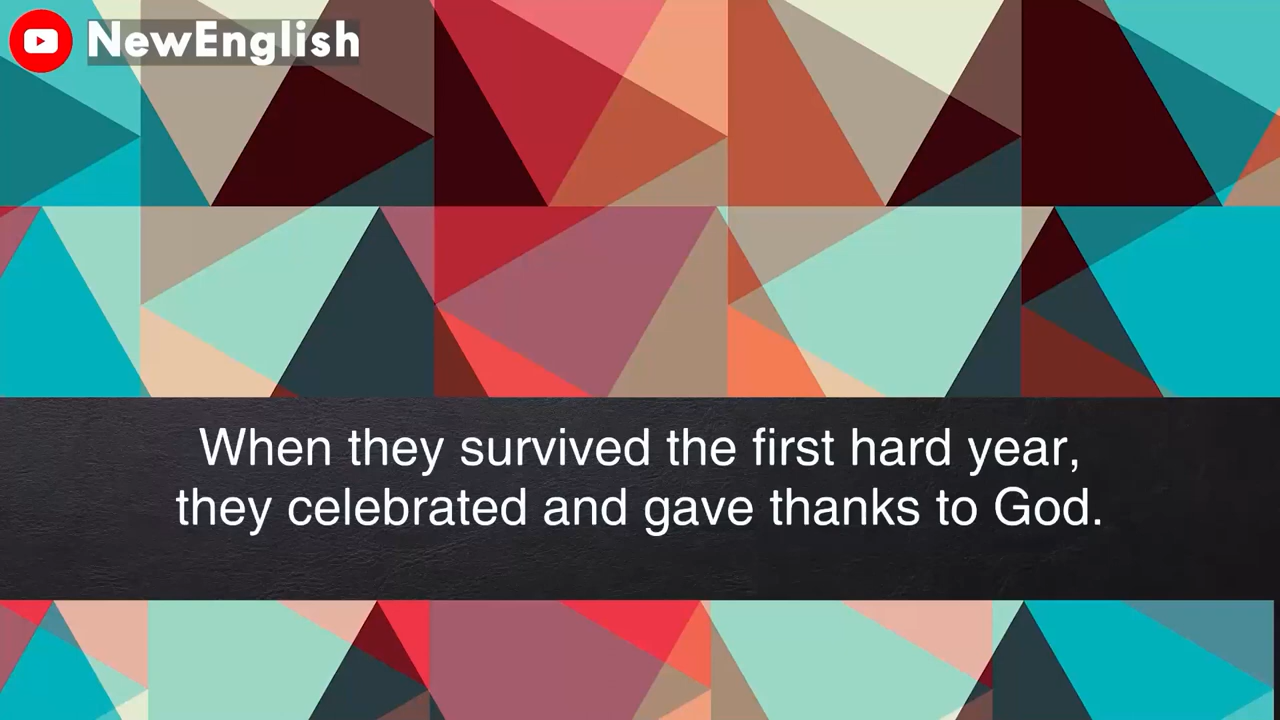 NewEnglish
When they survived the first hard year,
they celebrated and gave thanks to God.